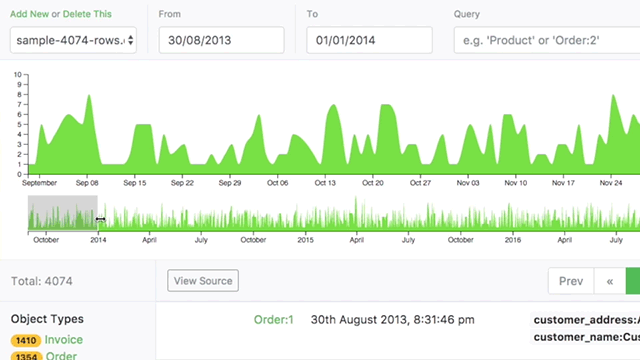 Add New or Delete This
From
To
Query
sample-4074-rows.
30/08/2013
01/01/2014
e.g. 'Product' or 'Order:2'
10
9
8
7
6
5
4
3
2
1
0
September
Sep 08
Sep 15
Sep 22
Sep 29
Oct 06
Oct 13
Oct 20
Oct 27
Nov 03
Nov 10
Nov 17
Nov 24
October
2014
April
July
October
2015
April
July
October
2016
April
July
Total: 4074
View Source
Prev
«
Object Types
Order:1
30th August 2013, 8:31:46 pm
customer_address:
1410 Invoice
customer_name:Cus
1354 Order